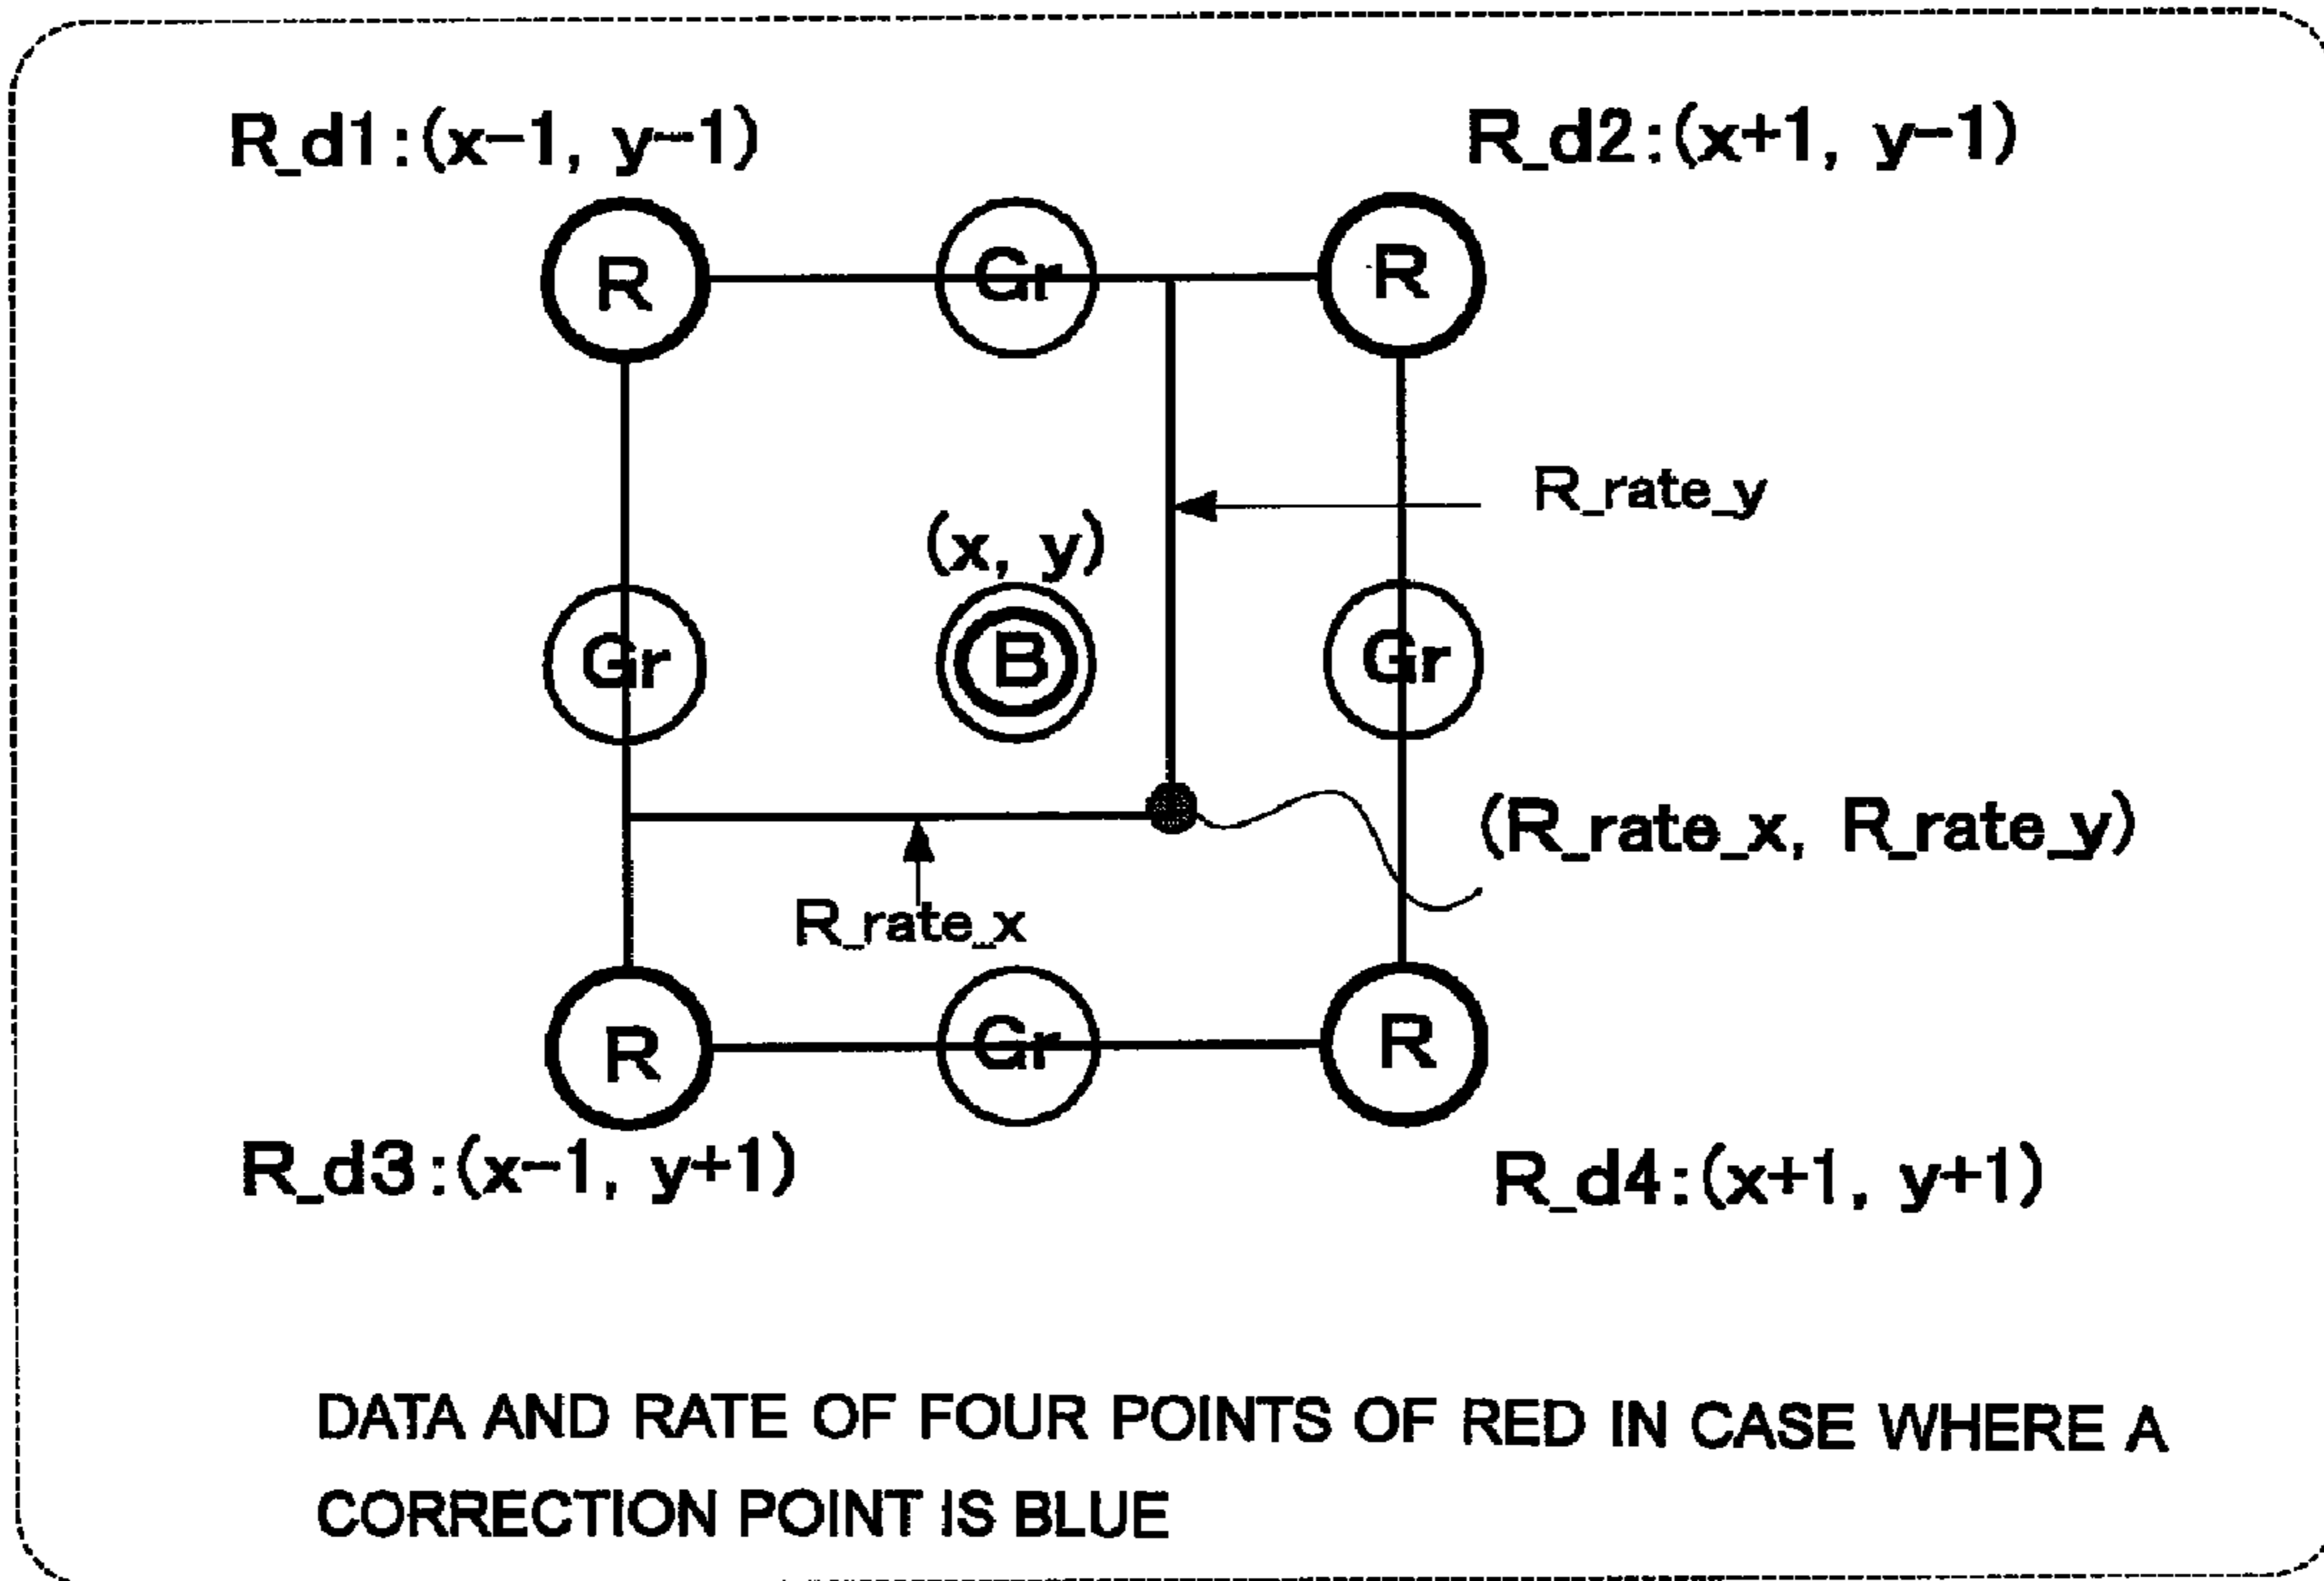 R_d1:(x-1, y-1)
R_d2:(x+1, y-1)
R
Gr
R
R_rate_y
(x, y)
Gr
B
Gr
(R_rate_x, R_rate_y)
R_rate_x
R
Gr
R
R_d3:(x-1, y+1)
R_d4:(x+1, y+1)
DATA AND RATE OF FOUR POINTS OF RED IN CASE WHERE A
CORRECTION POINT IS BLUE